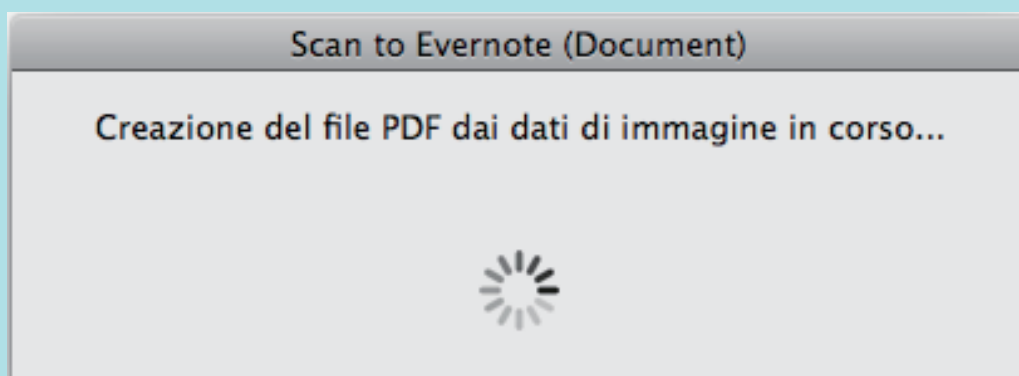 Scan to Evernote (Document)
Creazione del file PDF dai dati di immagine in corso...